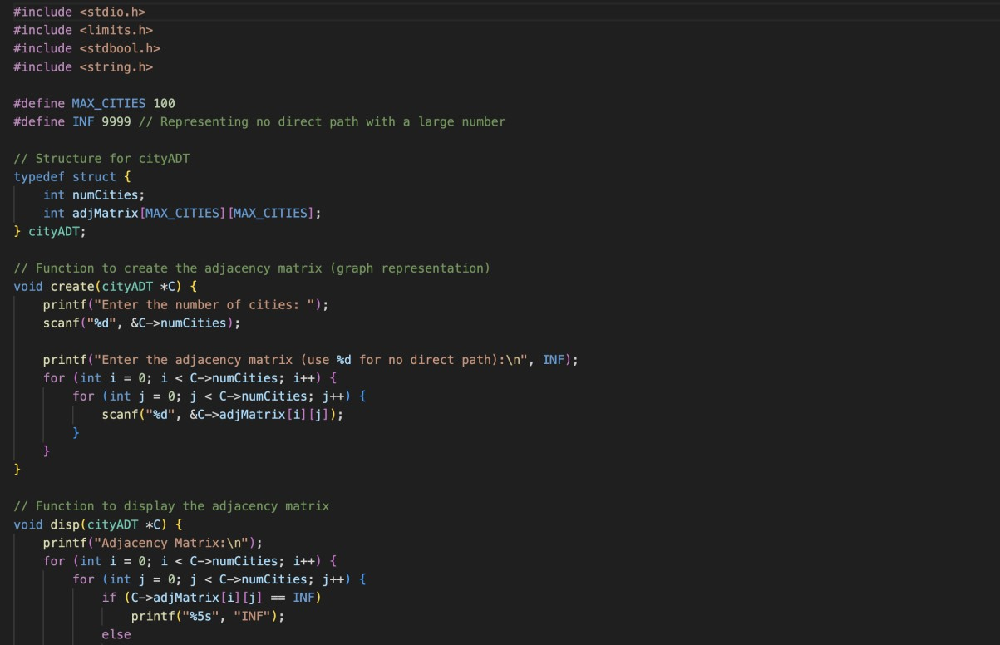 #include <stdio.h>
#include <limits.h>
#include <stdbool.h>
#include <string.h>

#define MAX_CITIES 100
#define INF 9999 // Representing no direct path with a large number

// Structure for cityADT
typedef struct {
    int numCities;
    int adjMatrix[MAX_CITIES][MAX_CITIES];
} cityADT;

// Function to create the adjacency matrix (graph representation)
void create(cityADT *C) {
    printf("Enter the number of cities: ");
    scanf("%d", &C->numCities);

    printf("Enter the adjacency matrix (use %d for no direct path):\n", INF);
    for (int i = 0; i < C->numCities; i++) {
        for (int j = 0; j < C->numCities; j++) {
            scanf("%d", &C->adjMatrix[i][j]);
        }
    }
}

// Function to display the adjacency matrix
void disp(cityADT *C) {
    printf("Adjacency Matrix:\n");
    for (int i = 0; i < C->numCities; i++) {
        for (int j = 0; j < C->numCities; j++) {
            if (C->adjMatrix[i][j] == INF)
                printf("%5s", "INF");
            else